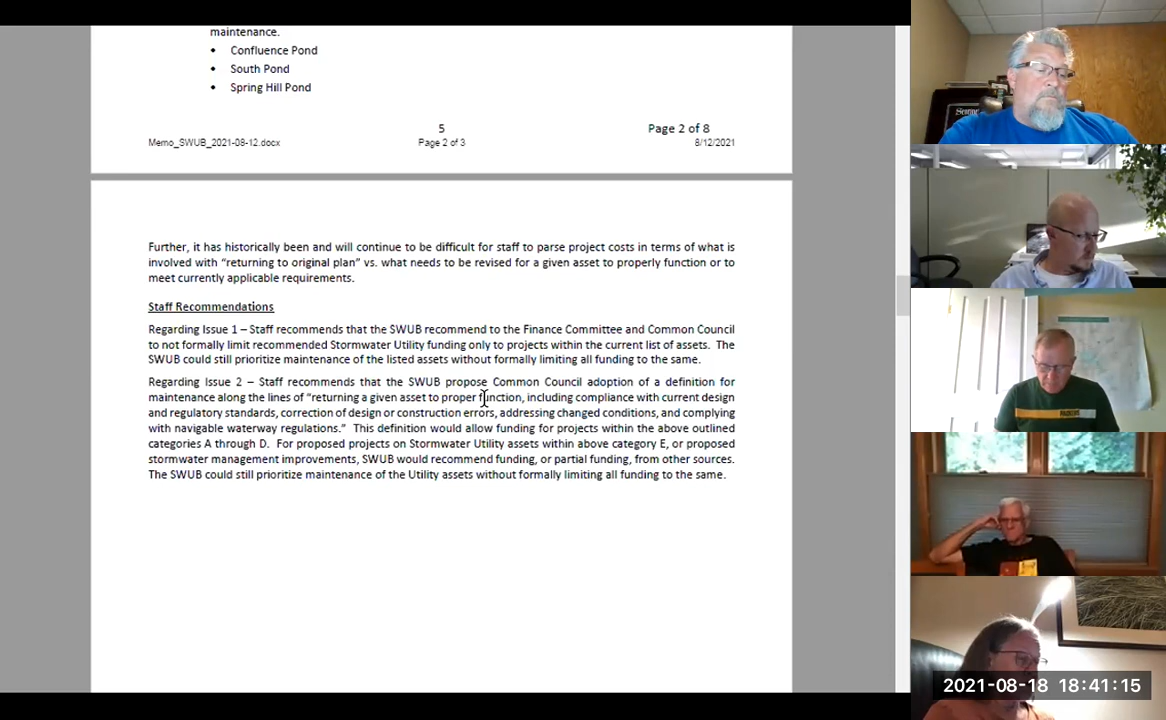 maintenance.
• Confluence Pond
• South Pond
• Spring Hill Pond
5
Page 2 of 8
Memo_SWUB_2021-08-12.docx
Page 2 of 3
8/12/2021
Further, it has historically been and will continue to be difficult for staff to parse project costs in terms of what is
involved with “returning to original plan” vs. what needs to be revised for a given asset to properly function or to
meet currently applicable requirements.
Staff Recommendations
Regarding Issue 1 – Staff recommends that the SWUB recommend to the Finance Committee and Common Council
to not formally limit recommended Stormwater Utility funding only to projects within the current list of assets. The
SWUB could still prioritize maintenance of the listed assets without formally limiting all funding to the same.
Regarding Issue 2 – Staff recommends that the SWUB propose Common Council adoption of a definition for
maintenance along the lines of “returning a given asset to proper function, including compliance with current design
and regulatory standards, correction of design or construction errors, addressing changed conditions, and complying
with navigable waterway regulations.” This definition would allow funding for projects within the above outlined
categories A through D. For proposed projects on Stormwater Utility assets within above category E, or proposed
stormwater management improvements, SWUB would recommend funding, or partial funding, from other sources.
The SWUB could still prioritize maintenance of the Utility assets without formally limiting all funding to the same.
PACKERS
2021-08-18 18:41:15